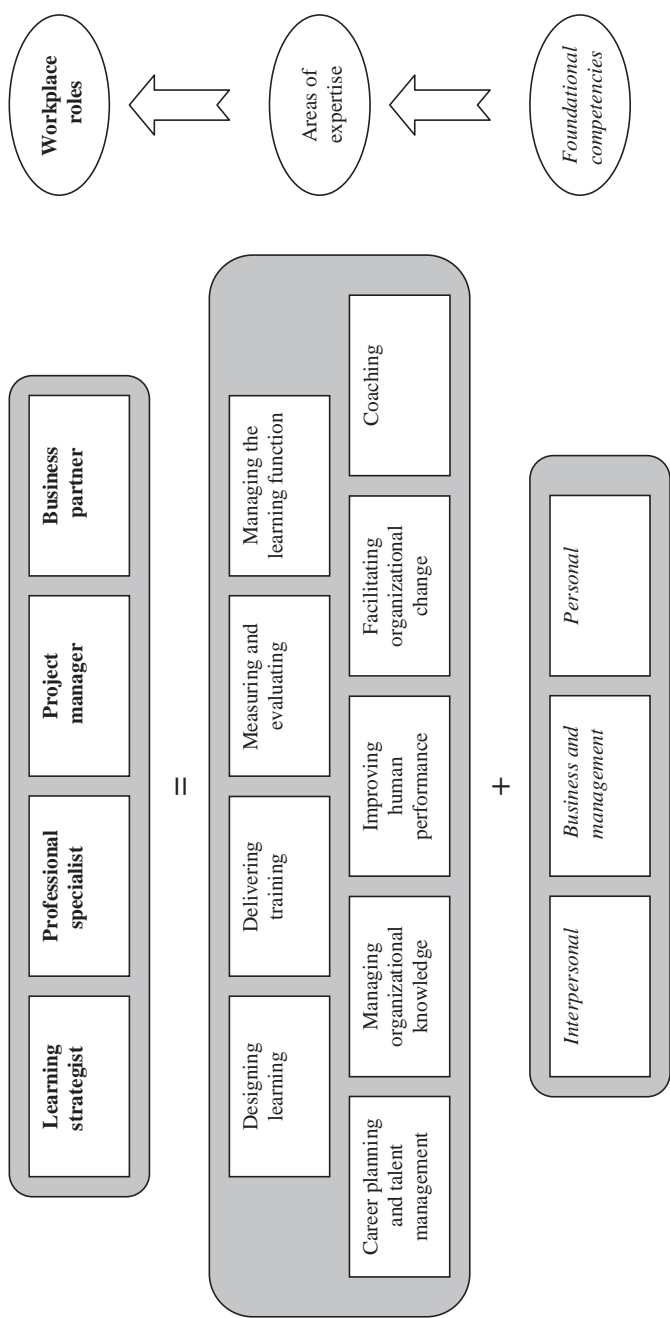 Learning
strategist
Professional
specialist
Project
manager
Business
partner
Workplace
roles
=
Designing
learning
Delivering
training
Measuring and
evaluating
Managing the
learning function
Career planning
and talent
management
Managing
organizational
knowledge
Improving
human
performance
Facilitating
organizational
change
Coaching
Areas of
expertise
+
Interpersonal
Business and
management
Personal
Foundational
competencies